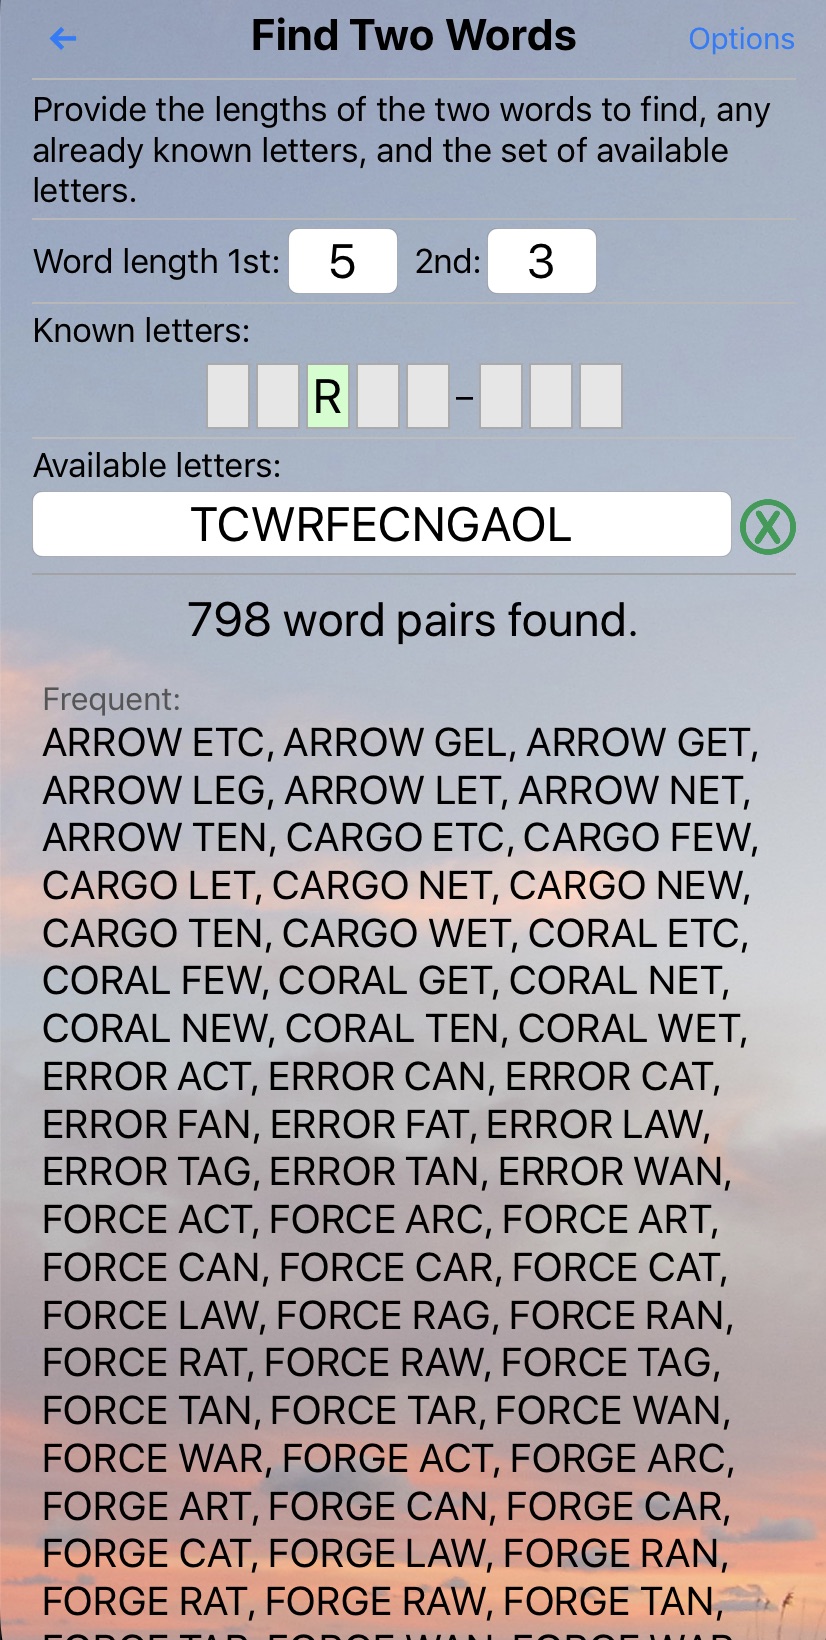 ←
Find Two Words
Options
Provide the lengths of the two words to find, any
already known letters, and the set of available
letters.
Word length 1st: 5 2nd: 3
Known letters:
R –
Available letters:
TCWRFECNGAOL X
798 word pairs found.
Frequent:
ARROW ETC, ARROW GEL, ARROW GET,
ARROW LEG, ARROW LET, ARROW NET,
ARROW TEN, CARGO ETC, CARGO FEW,
CARGO LET, CARGO NET, CARGO NEW,
CARGO TEN, CARGO WET, CORAL ETC,
CORAL FEW, CORAL GET, CORAL NET,
CORAL NEW, CORAL TEN, CORAL WET,
ERROR ACT, ERROR CAN, ERROR CAT,
ERROR FAN, ERROR FAT, ERROR LAW,
ERROR TAG, ERROR TAN, ERROR WAN,
FORCE ACT, FORCE ARC, FORCE ART,
FORCE CAN, FORCE CAR, FORCE CAT,
FORCE LAW, FORCE RAG, FORCE RAN,
FORCE RAT, FORCE RAW, FORCE TAG,
FORCE TAN, FORCE TAR, FORCE WAN,
FORCE WAR, FORGE ACT, FORGE ARC,
FORGE ART, FORGE CAN, FORGE CAR,
FORGE CAT, FORGE LAW, FORGE RAN,
FORGE RAT, FORGE RAW, FORGE TAN,